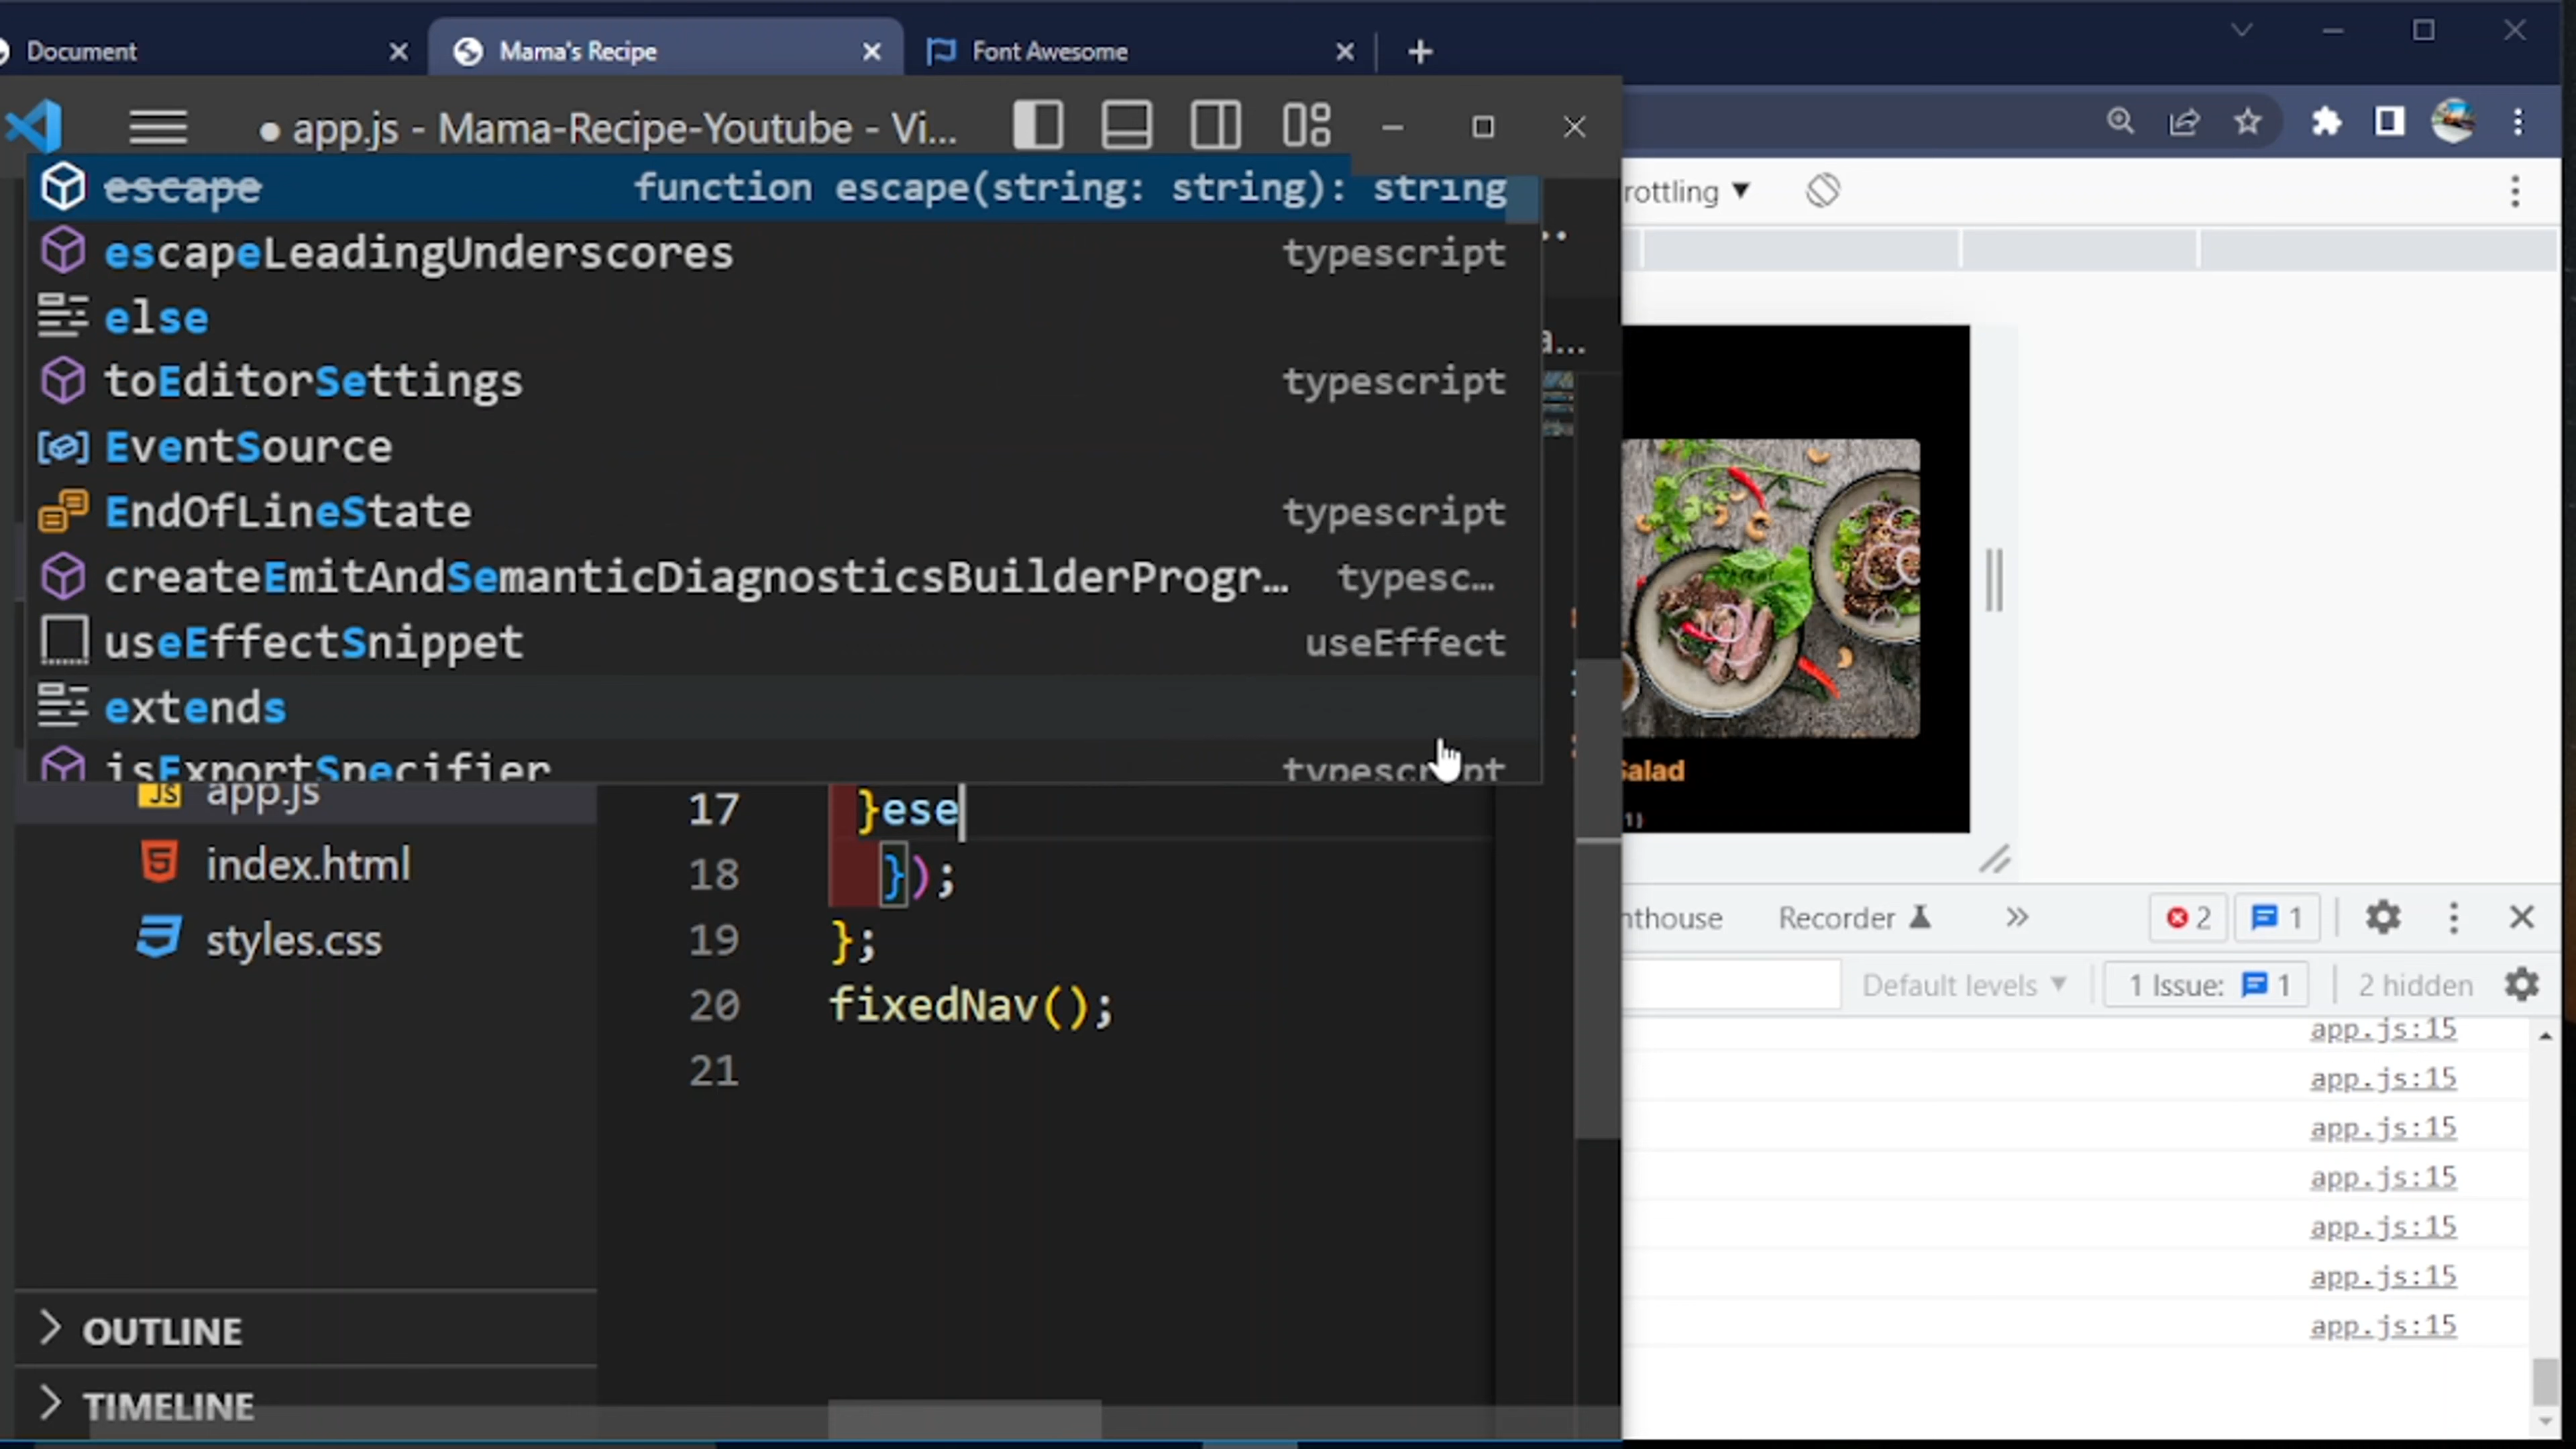 Document
Mama's Recipe
Font Awesome
app.js - Mama-Recipe-Youtube - Vi...
escape function escape(string: string): string
escapeLeadingUnderscores typescript
else
toEditorSettings typescript
EventSource
EndOfLineState typescript
createEmitAndSemanticDiagnosticsBuilderProgr… typesc…
useEffectSnippet useEffect
extends
isExportSpecifier typescript
app.js
index.html
styles.css
17 }ese
18 });
19 };
20 fixedNav();
21
OUTLINE
TIMELINE
rottling
a...
Salad
1)
hthouse Recorder 2 1
Default levels 1 Issue: 1 2 hidden
app.js:15
app.js:15
app.js:15
app.js:15
app.js:15
app.js:15
app.js:15